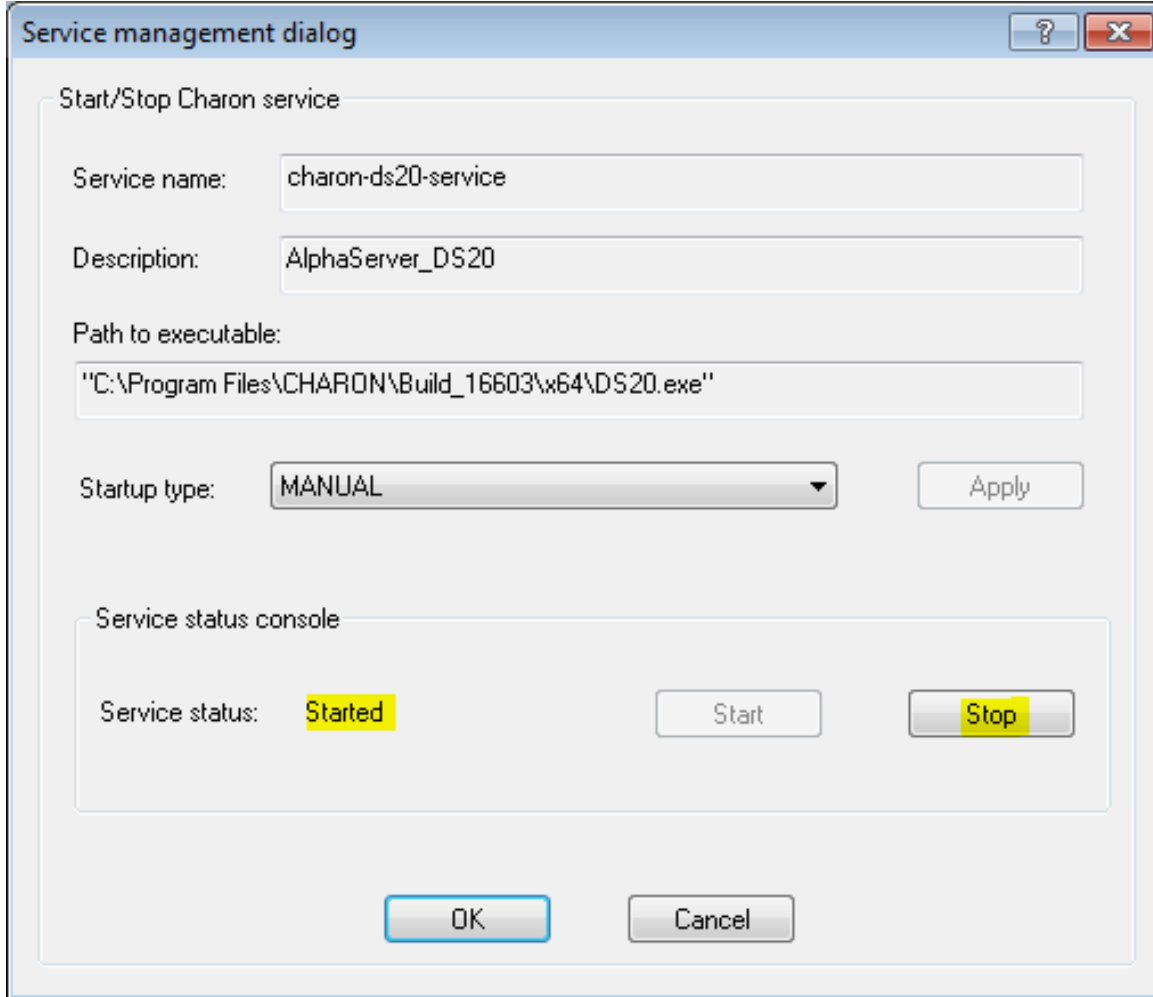 Service management dialog
?
Start/Stop Charon service
Service name: charon-ds20-service
Description: AlphaServer_DS20
Path to executable:
"C:\Program Files\CHARON\Build_16603\x64\DS20.exe"
Startup type: MANUAL Apply
Service status console
Service status: Started Start Stop
OK Cancel